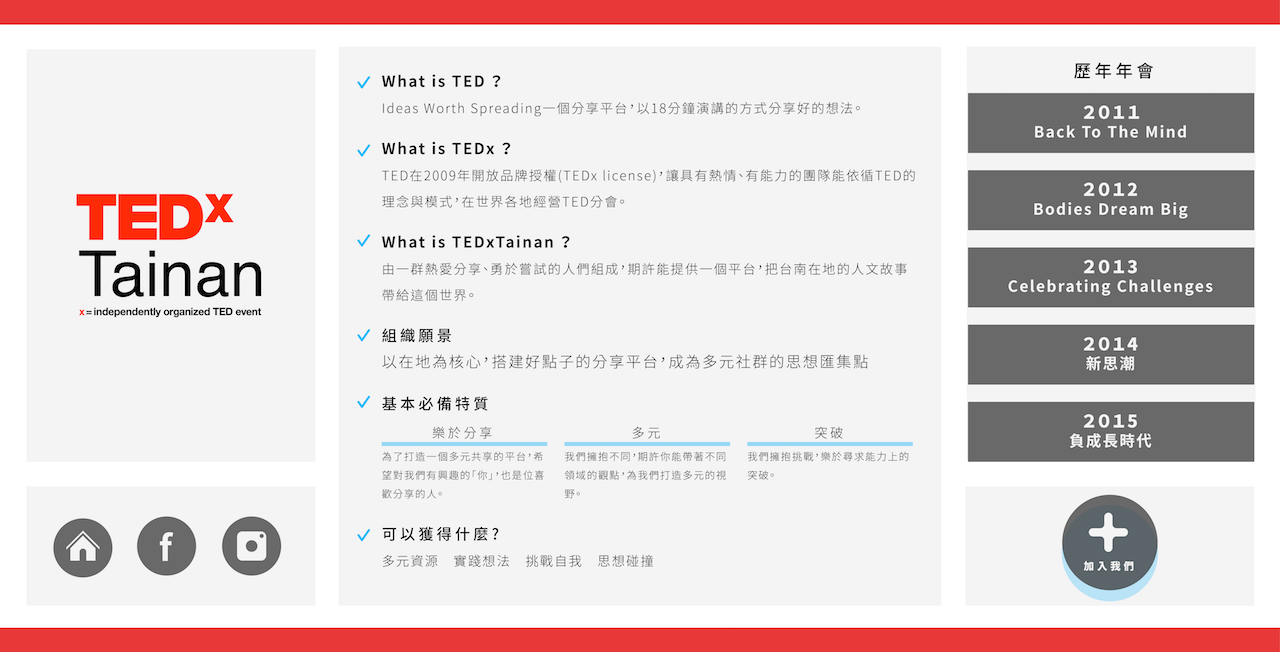 TEDx
Tainan
x = independently organized TED event
What is TED ?
Ideas Worth Spreading一個分享平台,以18分鐘演講的方式分享好的想法。
What is TEDx ?
TED在2009年開放品牌授權(TEDx license),讓具有熱情、有能力的團隊能依循TED的
理念與模式,在世界各地經營TED分會。
What is TEDxTainan ?
由一群熱愛分享、勇於嘗試的人們組成,期許能提供一個平台,把台南在地的人文故事
帶給這個世界。
組織願景
以在地為核心,搭建好點子的分享平台,成為多元社群的思想匯集點
基本必備特質
樂於分享
為了打造一個多元共享的平台,希
望對我們有興趣的「你」,也是位喜
歡分享的人。
多元
我們擁抱不同,期許你能帶著不同
領域的觀點,為我們打造多元的視
野。
突破
我們擁抱挑戰,樂於尋求能力上的
突破。
可以獲得什麼?
多元資源 實踐想法 挑戰自我 思想碰撞
歷年年會
2011
Back To The Mind
2012
Bodies Dream Big
2013
Celebrating Challenges
2014
新思潮
2015
負成長時代
f
加入我們